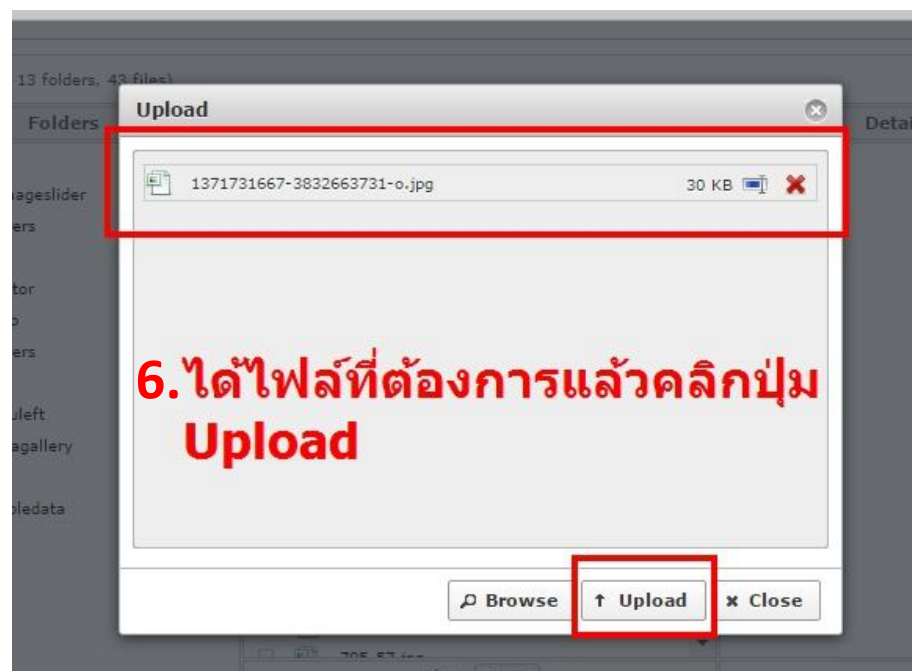 13 folders, 43 files)
Upload
Folders
Detai
1371731667-3832663731-o.jpg 30 KB
ageslider
ers
tor
ers
6.ได้ไฟล์ที่ต้องการแล้วคลิกปุ่ม
Upload
uleft
agallery
pledata
Browse
Upload
Close